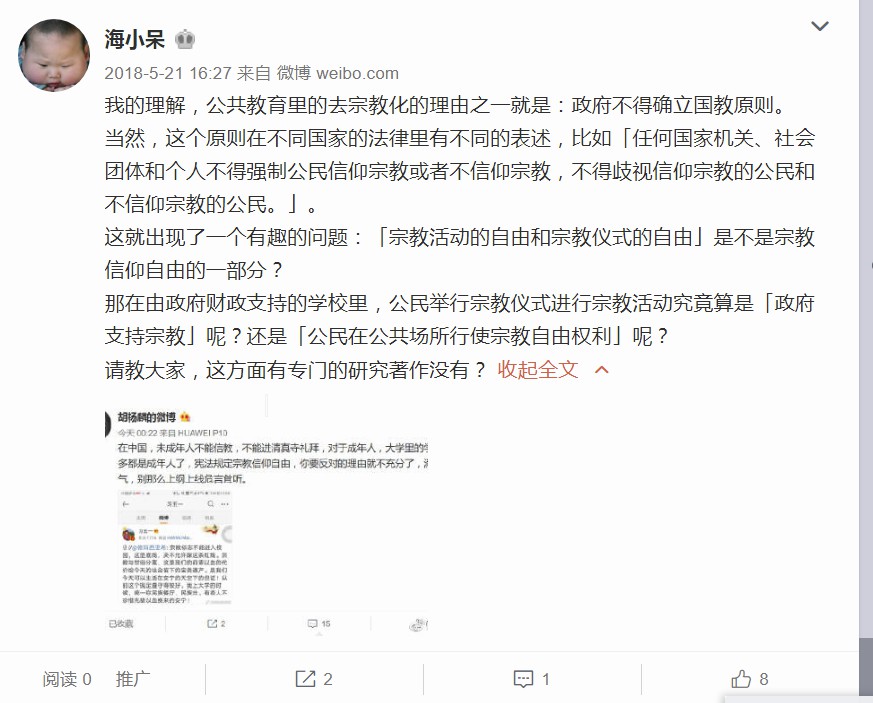 海小呆
2018-5-21 16:27 来自 微博 weibo.com
我的理解，公共教育里的去宗教化的理由之一就是：政府不得确立国教原则。
当然，这个原则在不同国家的法律里有不同的表述，比如「任何国家机关、社会
团体和个人不得强制公民信仰宗教或者不信仰宗教，不得歧视信仰宗教的公民和
不信仰宗教的公民。」。
这就出现了一个有趣的问题：「宗教活动的自由和宗教仪式的自由」是不是宗教
信仰自由的一部分？
那在由政府财政支持的学校里，公民举行宗教仪式进行宗教活动究竟算是「政府
支持宗教」呢？还是「公民在公共场所行使宗教自由权利」呢？
请教大家，这方面有专门的研究著作没有？ 收起全文
胡杨麟的微博
今天 00:22 来自 HUAWEI P10
在中国，未成年人不能信教，不能进清真寺礼拜，对于成年人，大学里的
多都是成年人了，宪法规定宗教信仰自由，你要反对的理由就不充分了，
气，别那么上纲上线危言耸听。
已收藏
2
15
阅读 0 推广
2
1
8